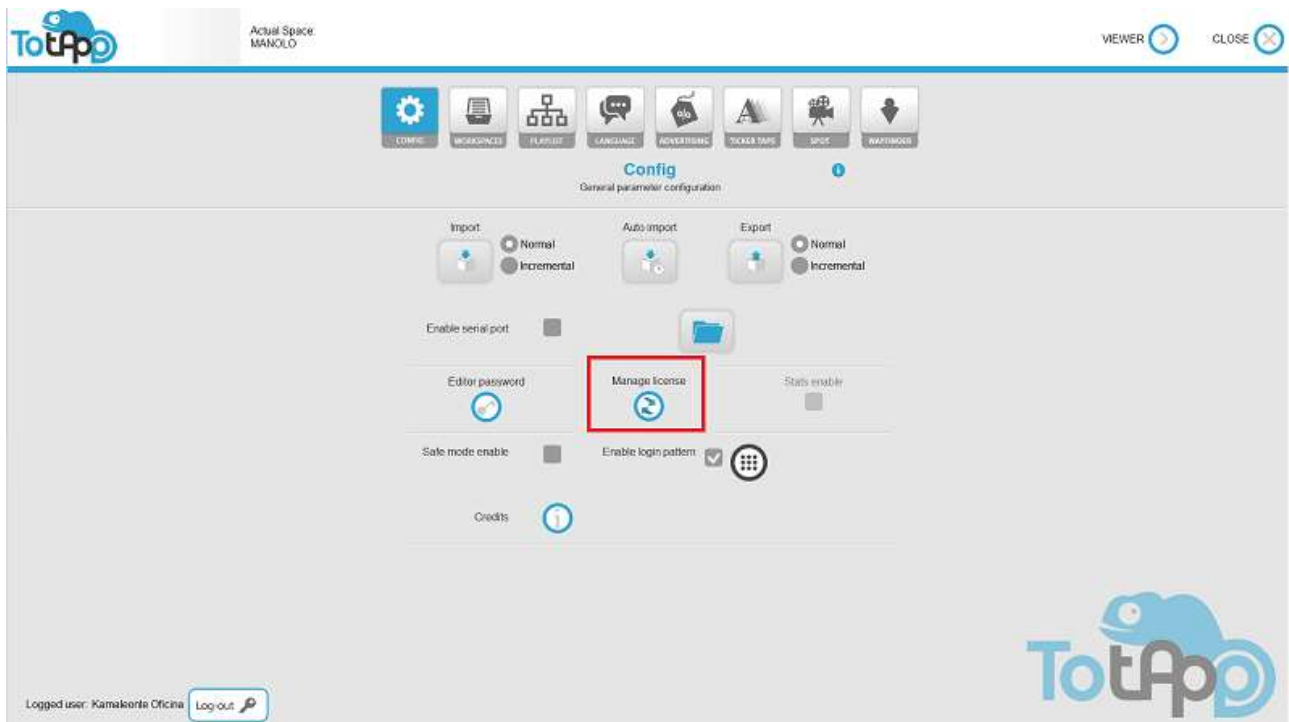 TotApp
Actual Space:
MANOLO
VIEWER
CLOSE
CONFIG
WORKSPACES
PLAYLIST
LANGUAGE
ADVERTISING
TICKER TAPS
SPOT
WAYFINDER
Config
General parameter configuration
Import
Normal
Incremental
Auto import
Export
Normal
Incremental
Enable serial port
Editor password
Manage license
Stats enable
Safe mode enable
Enable login pattern
Credits
TotApp
Logged user: Kamaleonte Oficina
Log-out